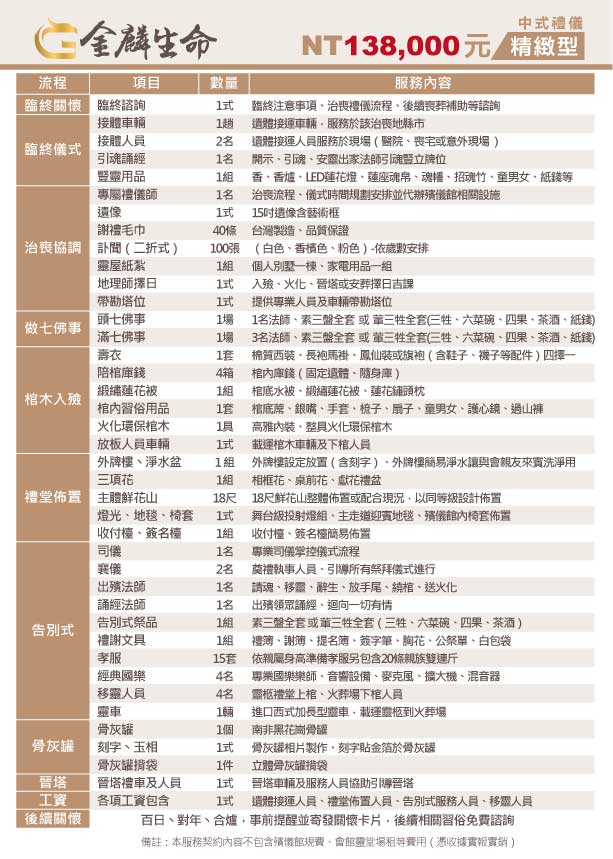 金麟生命
中式禮儀
NT138,000元 精緻型
流程 項目 數量 服務內容
臨終關懷 臨終諮詢 1式 臨終注意事項、治喪禮儀流程、後續喪葬補助等諮詢
臨終儀式
接體車輛 1趟 遺體接運車輛，服務於該治喪地縣市
接體人員 2名 遺體接運人員服務於現場（醫院、喪宅或意外現場）
引魂誦經 1名 開示、引魂、安靈出家法師引魂豎立牌位
豎靈用品 1組 香、香爐、LED蓮花燈、蓮座魂帛、魂幡、招魂竹、童男女、紙錢等
治喪協調
專屬禮儀師 1名 治喪流程、儀式時間規劃安排並代辦殯儀館相關設施
遺像 1式 15吋遺像含藝術框
謝禮毛巾 40條 台灣製造、品質保證
訃聞（二折式） 100張 （白色、香檳色、粉色）-依歲數安排
靈屋紙紮 1組 個人別墅一棟、家電用品一組
地理師擇日 1式 入殮、火化、晉塔或安葬擇日吉課
帶勘塔位 1式 提供專業人員及車輛帶勘塔位
做七佛事
頭七佛事 1場 1名法師、素三盤全套 或 葷三牲全套(三牲、六菜碗、四果、茶酒、紙錢)
滿七佛事 1場 3名法師、素三盤全套 或 葷三牲全套(三牲、六菜碗、四果、茶酒、紙錢)
棺木入殮
壽衣 1套 棉質西裝、長袍馬褂、鳳仙裝或旗袍（含鞋子、襪子等配件）四擇一
陪棺庫錢 4箱 棺內庫錢（固定遺體、隨身庫）
緞繡蓮花被 1組 棺底水被、緞繡蓮花被、蓮花鋪頭枕
棺內習俗用品 1套 棺底蓆、銀嘴、手套、梳子、扇子、童男女、護心鏡、過山褲
火化環保棺木 1具 高雅內裝、整具火化環保棺木
放板人員車輛 1式 載運棺木車輛及下棺人員
禮堂佈置
外牌樓、淨水盆 1組 外牌樓設定放置（含刻字）、外牌樓簡易淨水讓與會親友來賓洗淨用
三項花 1組 相框花、桌前花、獻花禮盆
主體鮮花山 18尺 18尺鮮花山整體佈置或配合現況，以同等級設計佈置
燈光、地毯、椅套 1式 舞台級投射燈組、主走道迎賓地毯、殯儀館內椅套佈置
收付檯、簽名檯 1組 收付檯、簽名檯簡易佈置
告別式
司儀 1名 專業司儀掌控儀式流程
襄儀 2名 奠禮執事人員、引導所有祭拜儀式進行
出殯法師 1名 請魂、移靈、辭生、放手尾、繞棺、送火化
誦經法師 1名 出殯領眾誦經、迴向一切有情
告別式祭品 1組 素三盤全套 或 葷三牲全套（三牲、六菜碗、四果、茶酒）
禮謝文具 1組 禮簿、謝簿、提名簿、簽字筆、胸花、公祭單、白包袋
孝服 15套 依親屬身高準備孝服另包含20條親族雙連斤
經典國樂 4名 專業國樂樂師、音響設備、麥克風、擴大機、混音器
移靈人員 4名 靈柩禮堂上棺、火葬場下棺人員
靈車 1輛 進口西式加長型靈車，載運靈柩到火葬場
骨灰罐
骨灰罐 1個 南非黑花崗骨罐
刻字、玉相 1式 骨灰罐相片製作、刻字貼金箔於骨灰罐
骨灰罐揹袋 1件 立體骨灰罐揹袋
晉塔 晉塔禮車及人員 1式 晉塔車輛及服務人員協助引導晉塔
工資 各項工資包含 1式 遺體接運人員、禮堂佈置人員、告別式服務人員、移靈人員
後續關懷 百日、對年、合爐，事前提醒並寄發關懷卡片，後續相關習俗免費諮詢
備註：本服務契約內容不包含殯儀館規費、會館靈堂場租等費用（憑收據實報實銷）